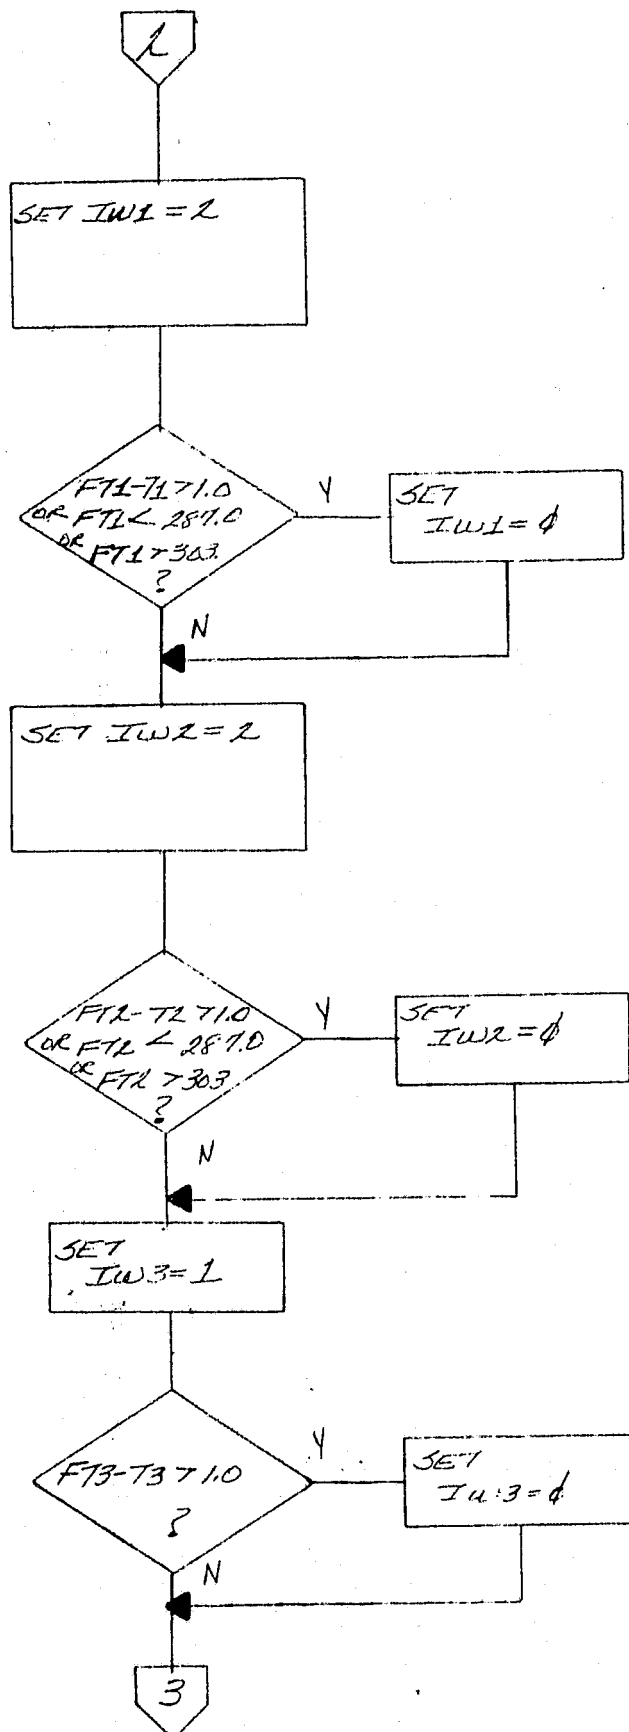 2
SET IW1 = 2
FT1-T1>1.0
OR FT1 < 287.0
OR FT1 > 303
?
Y
SET
IW1 = φ
N
SET IW2 = 2
FT2-T2>1.0
OR FT2 < 287.0
OR FT2 > 303
?
Y
SET
IW2 = φ
N
SET
IW3 = 1
FT3-T3 > 1.0
?
Y
SET
IW3 = φ
N
3